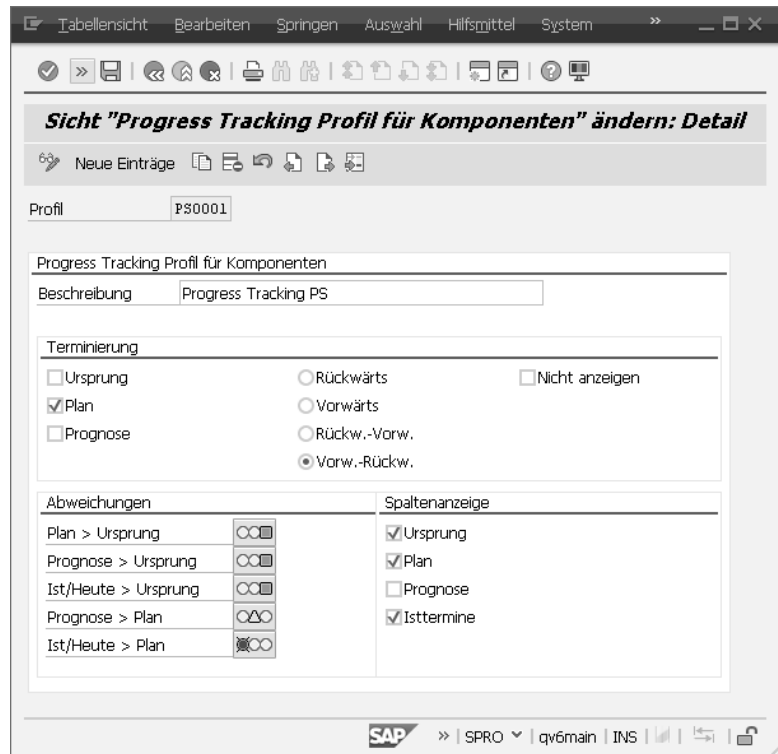 Tabellensicht Bearbeiten Springen Auswahl Hilfsmittel System »
Sicht "Progress Tracking Profil für Komponenten" ändern: Detail
Neue Einträge
Profil PS0001
Progress Tracking Profil für Komponenten
Beschreibung Progress Tracking PS
Terminierung
Ursprung Rückwärts Nicht anzeigen
Plan Vorwärts
Prognose Rückw.-Vorw.
Vorw.-Rückw.
Abweichungen Spaltenanzeige
Plan > Ursprung Ursprung
Prognose > Ursprung Plan
Ist/Heute > Ursprung Prognose
Prognose > Plan Isttermine
Ist/Heute > Plan
SAP » | SPRO | qv6main | INS